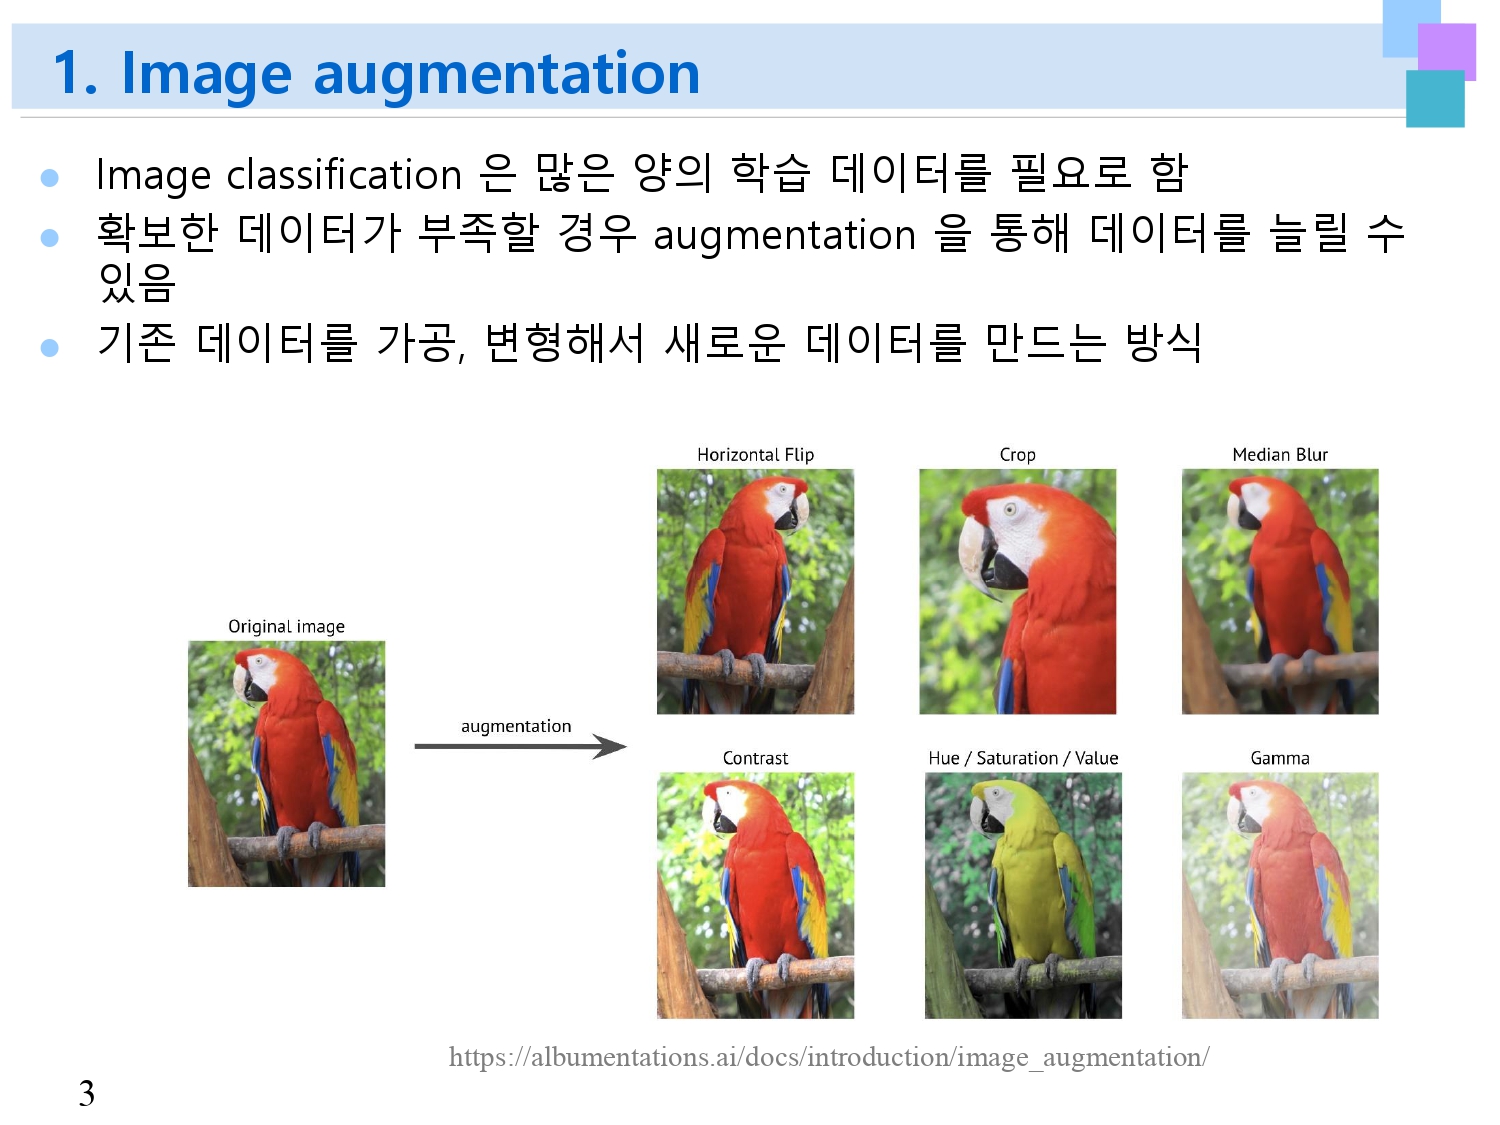 1. Image augmentation
Image classification 은 많은 양의 학습 데이터를 필요로 함
확보한 데이터가 부족할 경우 augmentation 을 통해 데이터를 늘릴 수
있음
기존 데이터를 가공, 변형해서 새로운 데이터를 만드는 방식
Original image
augmentation
Horizontal Flip
Crop
Median Blur
Contrast
Hue / Saturation / Value
Gamma
https://albumentations.ai/docs/introduction/image_augmentation/
3